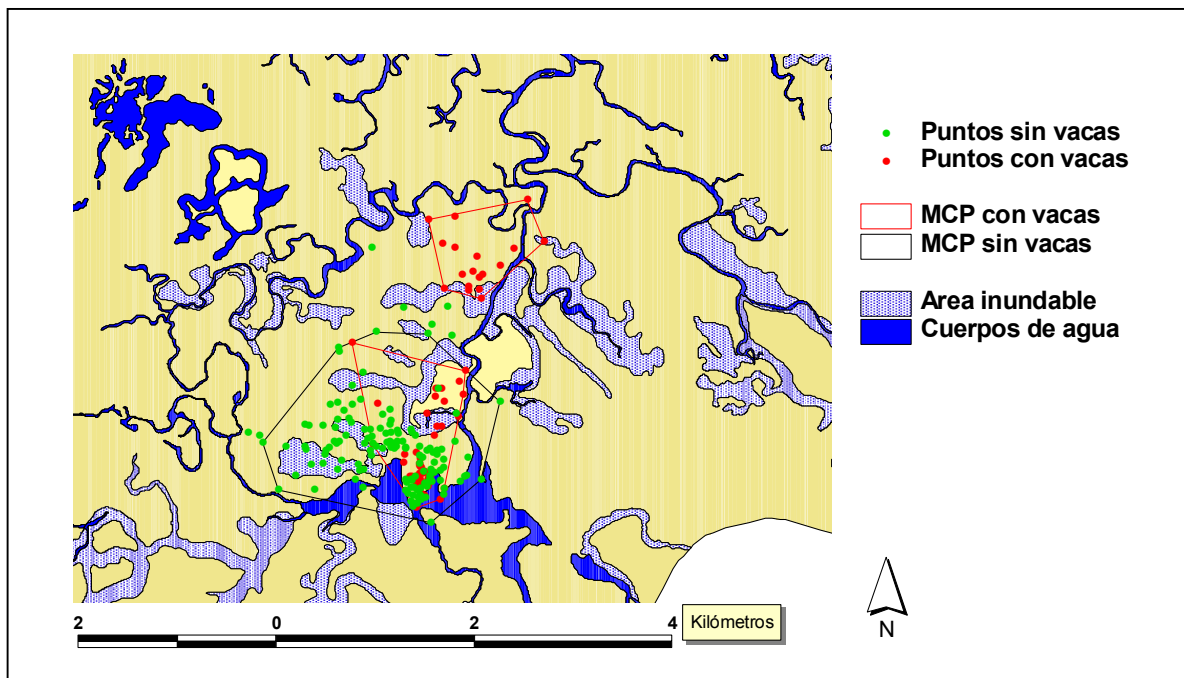 Puntos sin vacas
Puntos con vacas
MCP con vacas
MCP sin vacas
Area inundable
Cuerpos de agua
2 0 2 4 Kilómetros
N